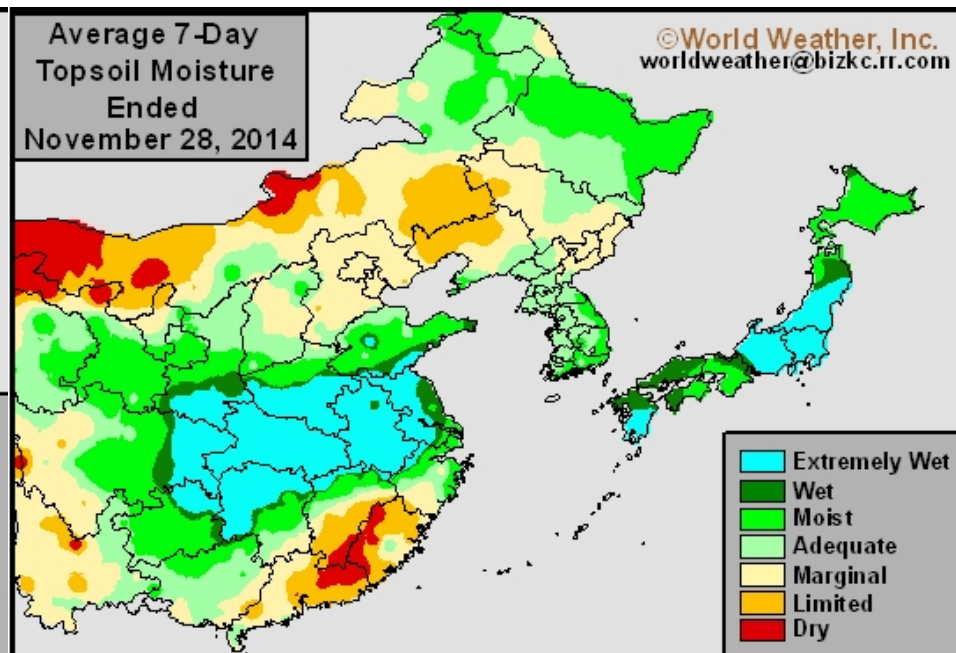 Average 7-Day
Topsoil Moisture
Ended
November 28, 2014
©World Weather, Inc.
worldweather@bizkc.rr.com
Extremely Wet
Wet
Moist
Adequate
Marginal
Limited
Dry